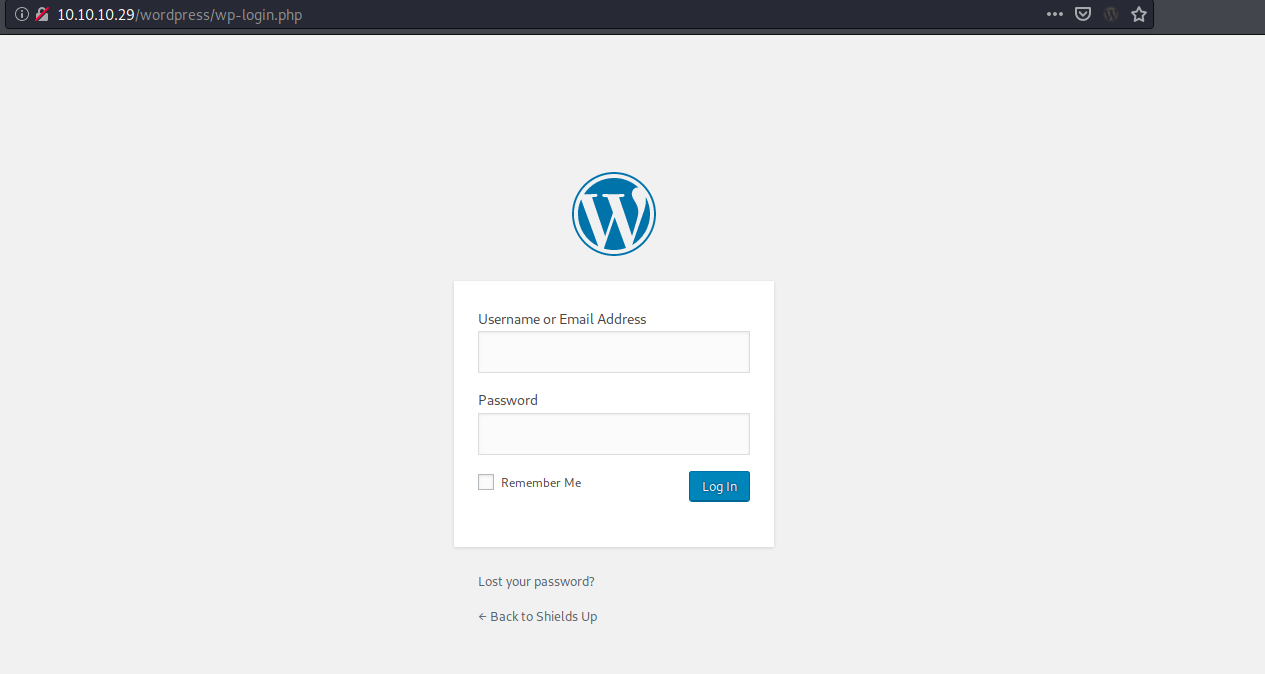 10.10.10.29/wordpress/wp-login.php
Username or Email Address
Password
Remember Me
Log In
Lost your password?
← Back to Shields Up